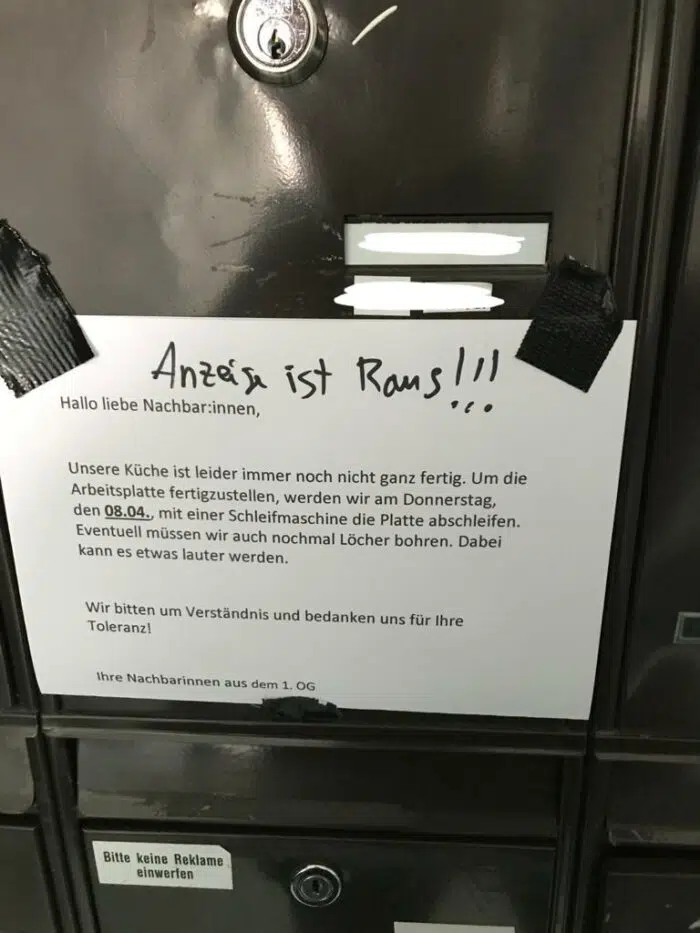 Anzeige ist Raus!!!
Hallo liebe Nachbar:innen,
Unsere Küche ist leider immer noch nicht ganz fertig. Um die
Arbeitsplatte fertigzustellen, werden wir am Donnerstag,
den 08.04., mit einer Schleifmaschine die Platte abschleifen.
Eventuell müssen wir auch nochmal Löcher bohren. Dabei
kann es etwas lauter werden.
Wir bitten um Verständnis und bedanken uns für Ihre
Toleranz!
Ihre Nachbarinnen aus dem 1. OG
Bitte keine Reklame
einwerfen